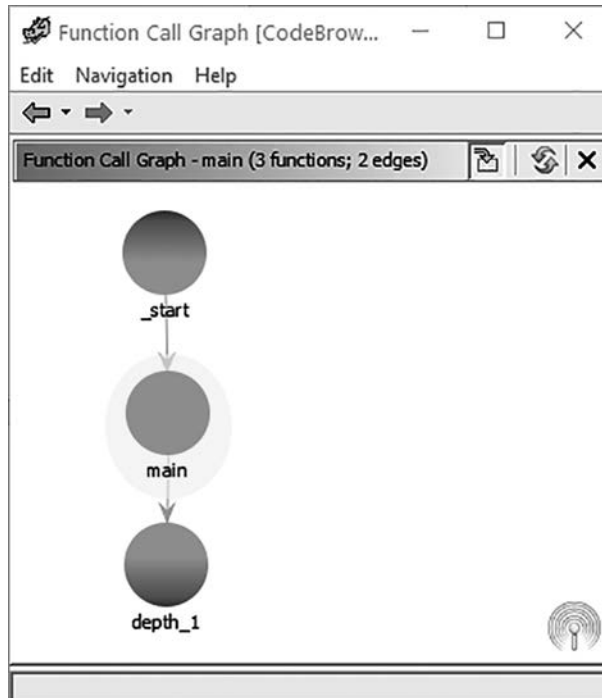 Function Call Graph [CodeBrow...
Edit Navigation Help
Function Call Graph - main (3 functions; 2 edges)
_start
main
depth_1